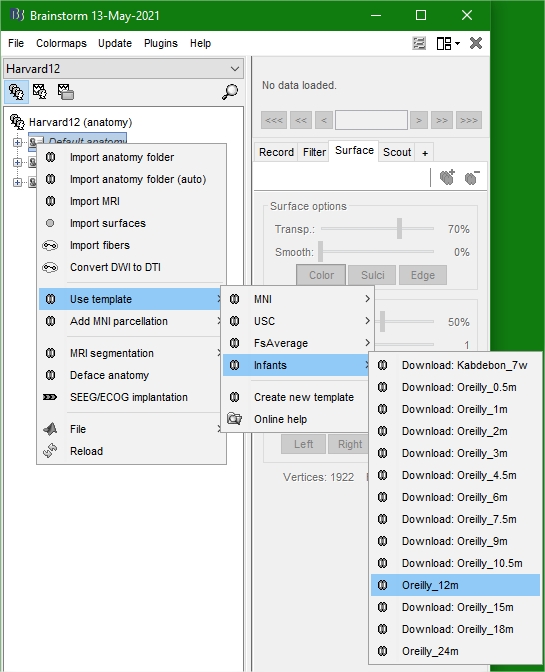 Brainstorm 13-May-2021
File Colormaps Update Plugins Help
Harvard12
Harvard12 (anatomy)
Default anatomy
Import anatomy folder
Import anatomy folder (auto)
Import MRI
Import surfaces
Import fibers
Convert DWI to DTI
Use template
Add MNI parcellation
MRI segmentation
Deface anatomy
SEEG/ECOG implantation
File
Reload
MNI
USC
FsAverage
Infants
Create new template
Online help
Download: Kabdebon_7w
Download: Oreilly_0.5m
Download: Oreilly_1m
Download: Oreilly_2m
Download: Oreilly_3m
Download: Oreilly_4.5m
Download: Oreilly_6m
Download: Oreilly_7.5m
Download: Oreilly_9m
Download: Oreilly_10.5m
Oreilly_12m
Download: Oreilly_15m
Download: Oreilly_18m
Oreilly_24m
No data loaded.
<<< << < > >> >>>
Record Filter Surface Scout +
Surface options
Transp.: 70%
Smooth: 0%
Color Sulci Edge
50%
1
Left Right
Vertices: 1922